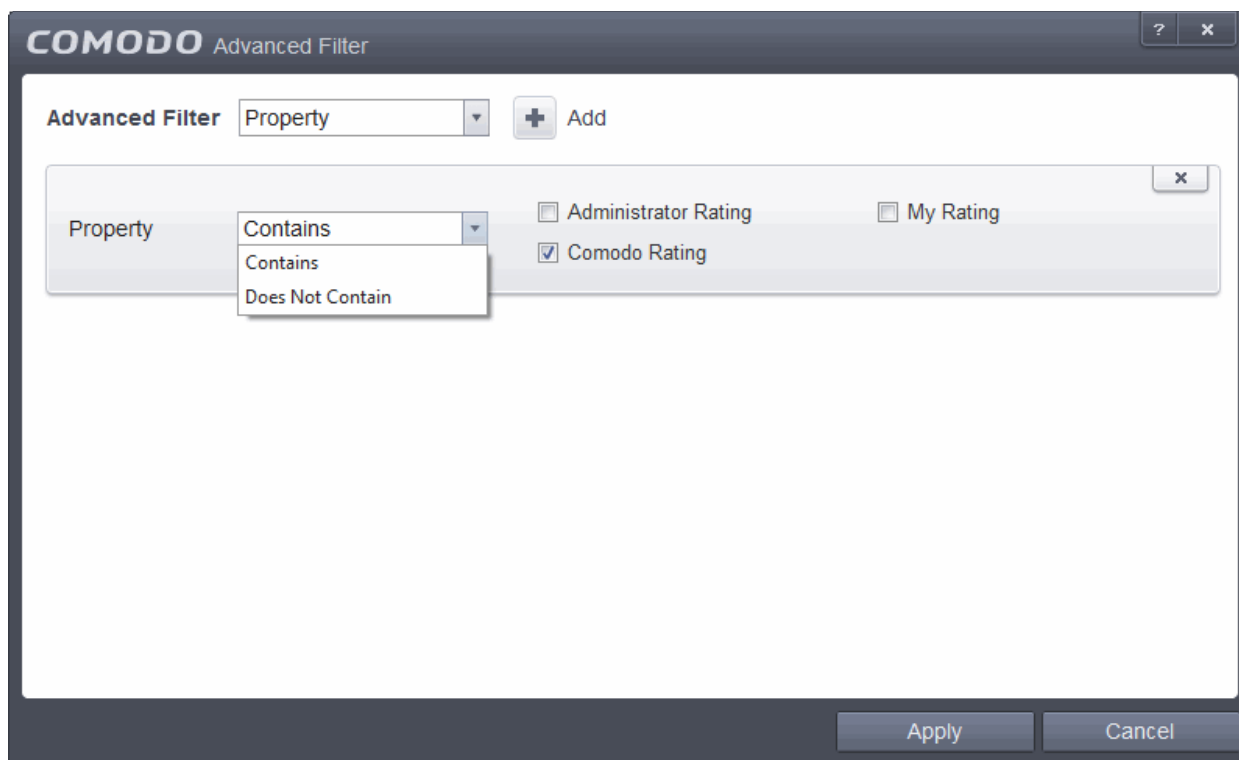 COMODO Advanced Filter ? x
Advanced Filter Property + Add
x
Administrator Rating My Rating
Property Contains
Comodo Rating
Contains
Does Not Contain
Apply Cancel